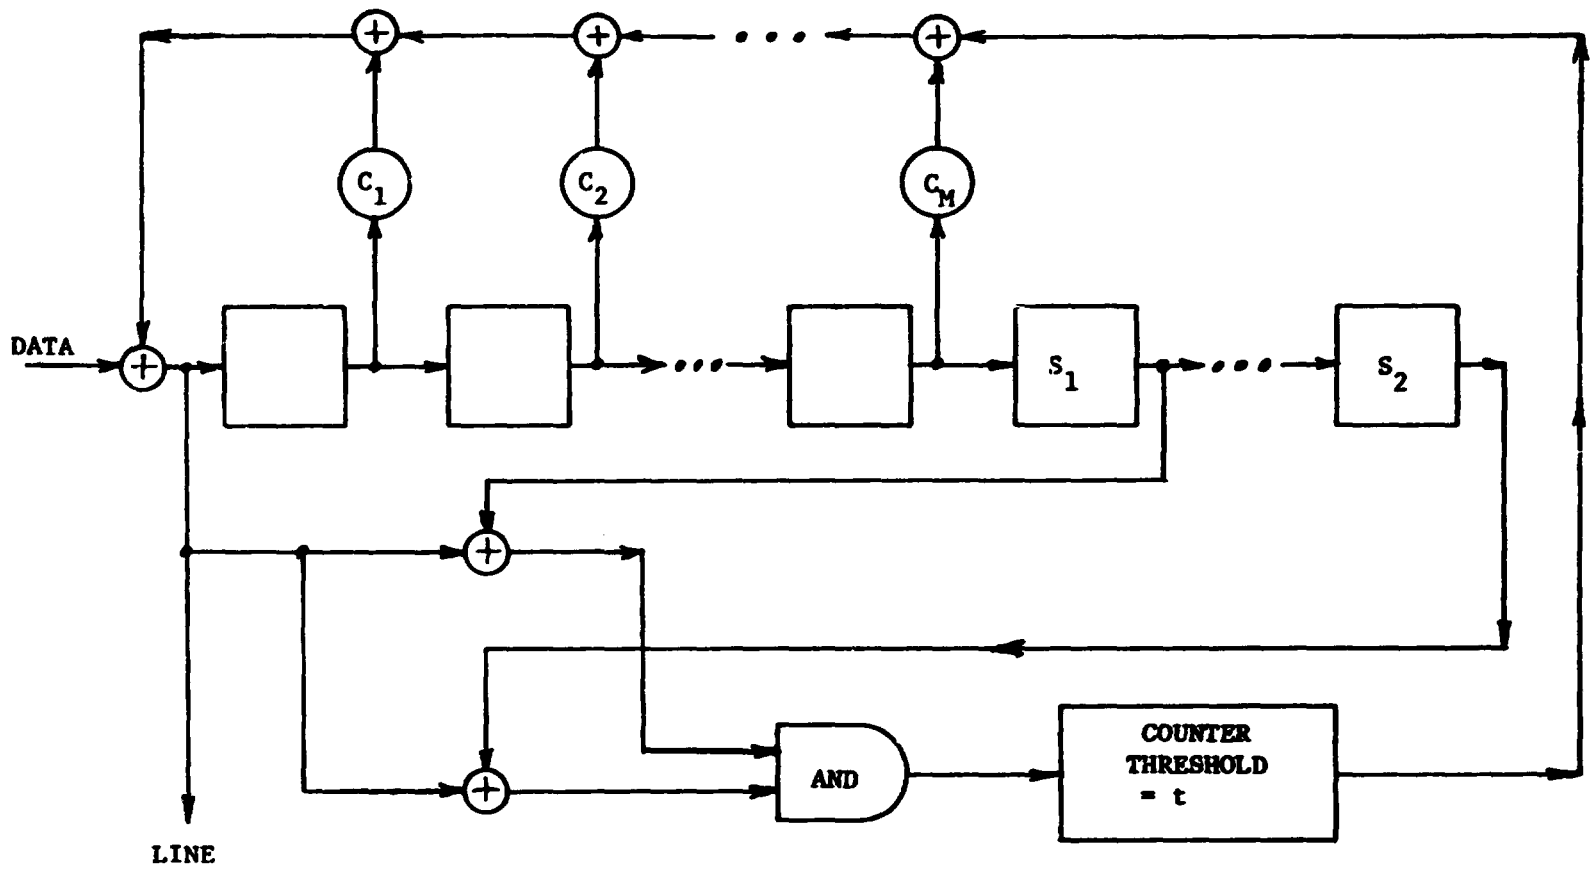 +
+
+
C1
C2
CM
DATA
+
S1
S2
+
+
AND
COUNTER
THRESHOLD
= t
LINE